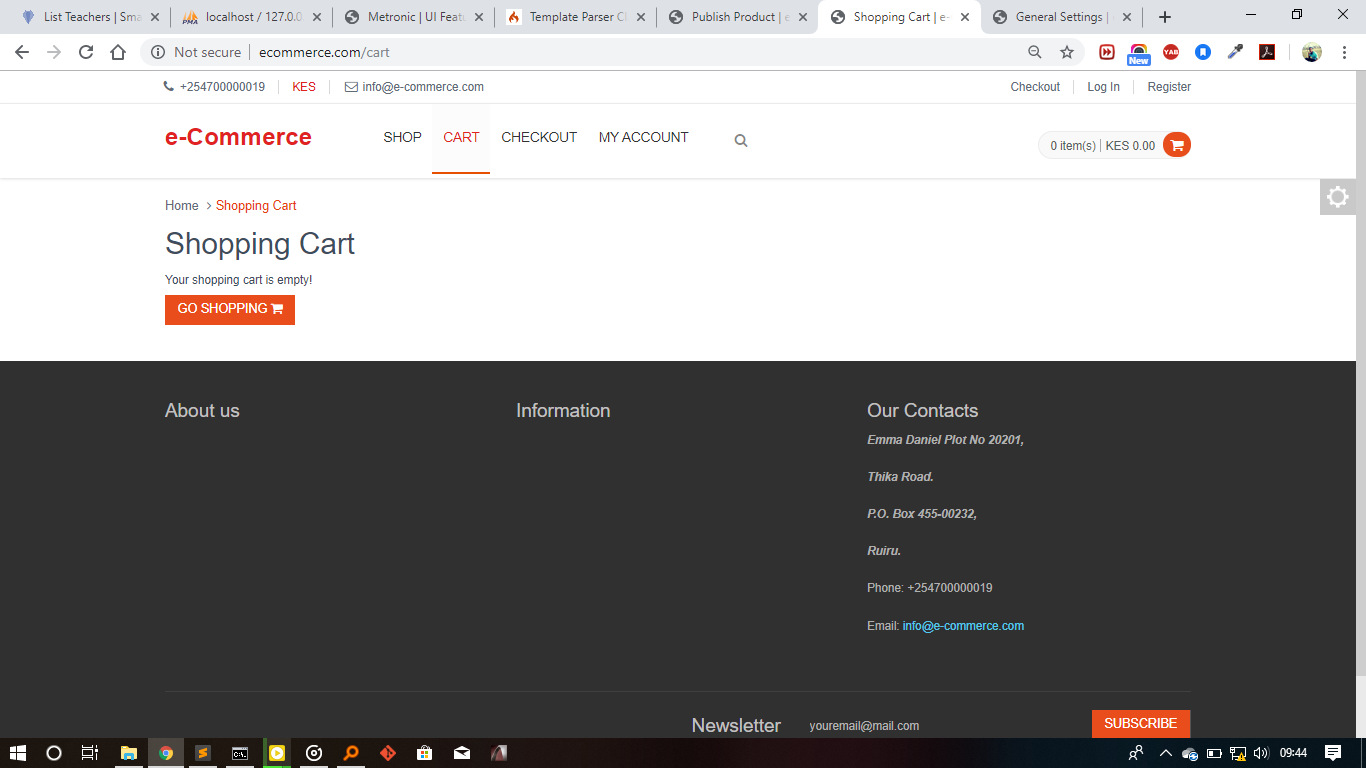 List Teachers | Sma
localhost / 127.0.0.
Metronic | UI Featu
Template Parser Cl
Publish Product | e
Shopping Cart | e-
General Settings |
Not secure
ecommerce.com/cart
YAB
New
+254700000019
KES
info@e-commerce.com
Checkout
Log In
Register
e-Commerce
SHOP
CART
CHECKOUT
MY ACCOUNT
0 item(s)
KES 0.00
Home
Shopping Cart
Shopping Cart
Your shopping cart is empty!
GO SHOPPING
About us
Information
Our Contacts
Emma Daniel Plot No 20201,
Thika Road.
P.O. Box 455-00232,
Ruiru.
Phone: +254700000019
Email: info@e-commerce.com
Newsletter
youremail@mail.com
SUBSCRIBE
09:44